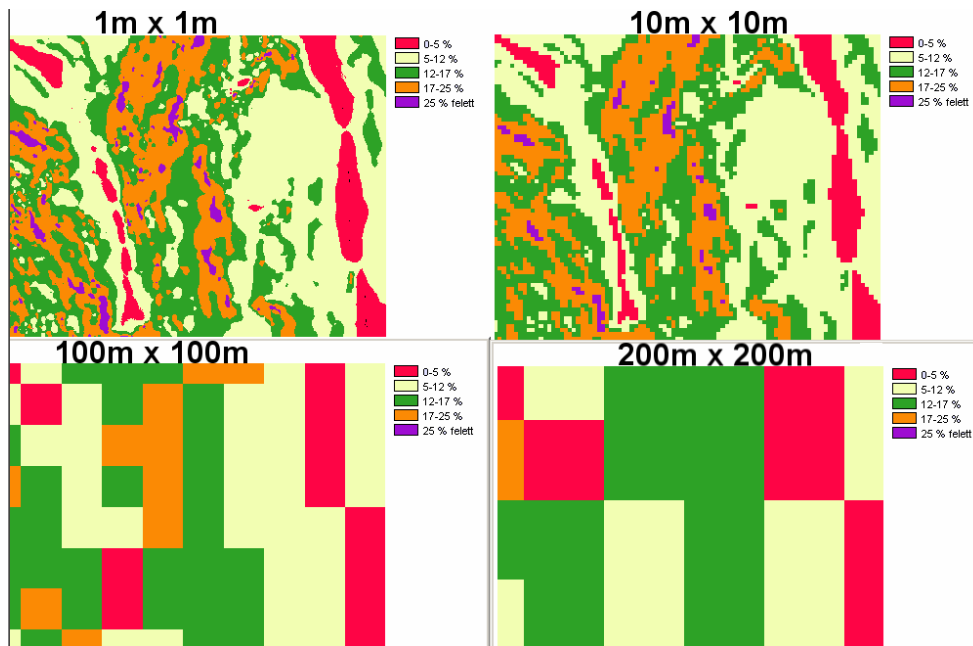 1m x 1m
0-5 %
5-12 %
12-17 %
17-25 %
25 % felett
10m x 10m
0-5 %
5-12 %
12-17 %
17-25 %
25 % felett
100m x 100m
0-5 %
5-12 %
12-17 %
17-25 %
25 % felett
200m x 200m
0-5 %
5-12 %
12-17 %
17-25 %
25 % felett